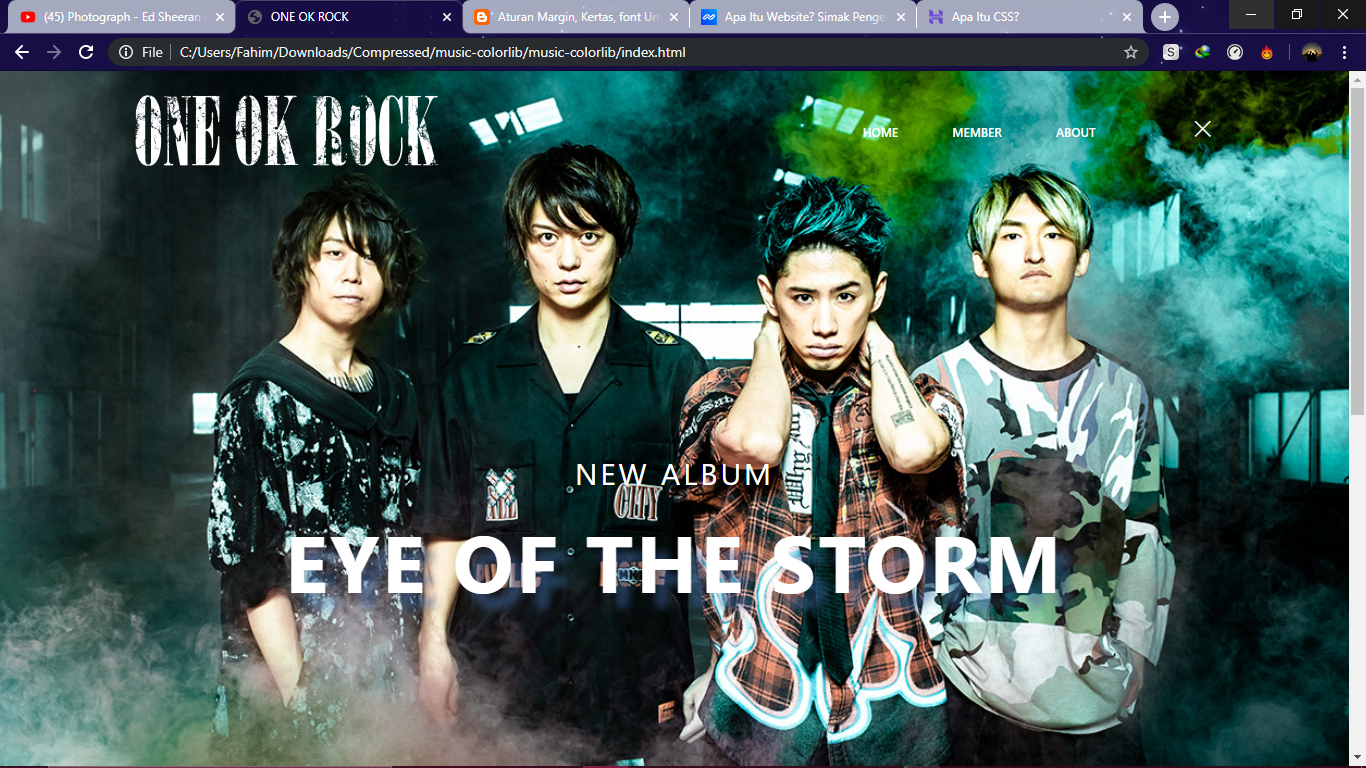 (45) Photograph - Ed Sheeran
ONE OK ROCK
Aturan Margin, Kertas, font Un
Apa Itu Website? Simak Penge
Apa Itu CSS?
File
C:/Users/Fahim/Downloads/Compressed/music-colorlib/music-colorlib/index.html
S
ONE OK ROCK
HOME
MEMBER
ABOUT
NEW ALBUM
CITY
EYE OF THE STORM